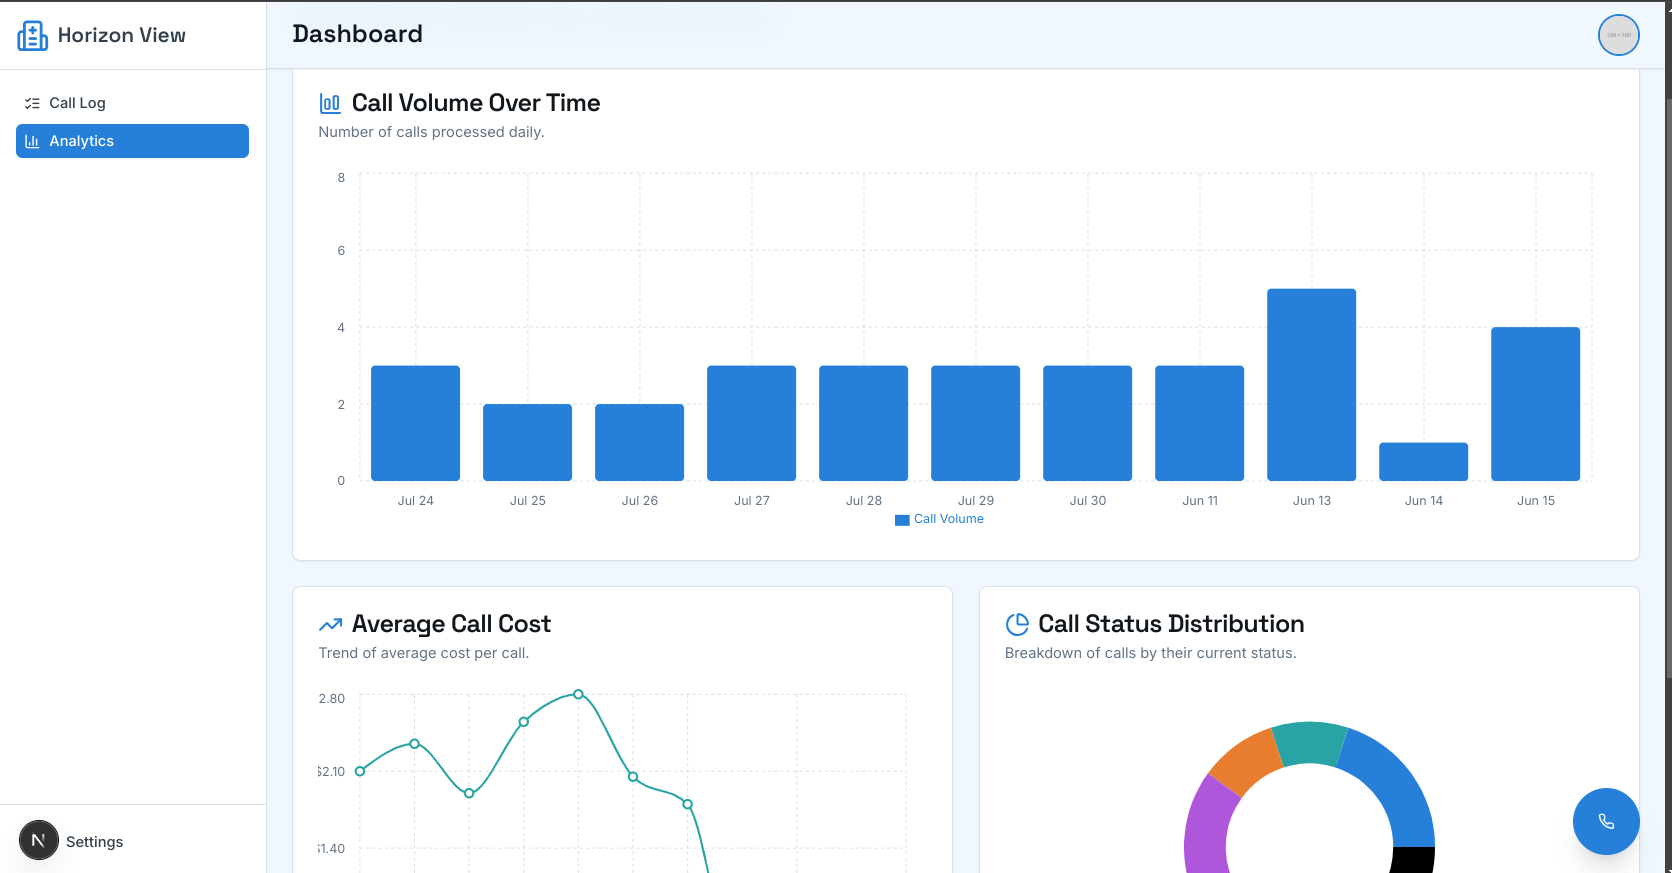 Horizon View
Dashboard
100 × 100
Call Log
Analytics
Call Volume Over Time
Number of calls processed daily.
8
6
4
2
0
Jul 24 Jul 25 Jul 26 Jul 27 Jul 28 Jul 29 Jul 30 Jun 11 Jun 13 Jun 14 Jun 15
Call Volume
Average Call Cost
Trend of average cost per call.
2.80
$2.10
1.40
Call Status Distribution
Breakdown of calls by their current status.
N
Settings